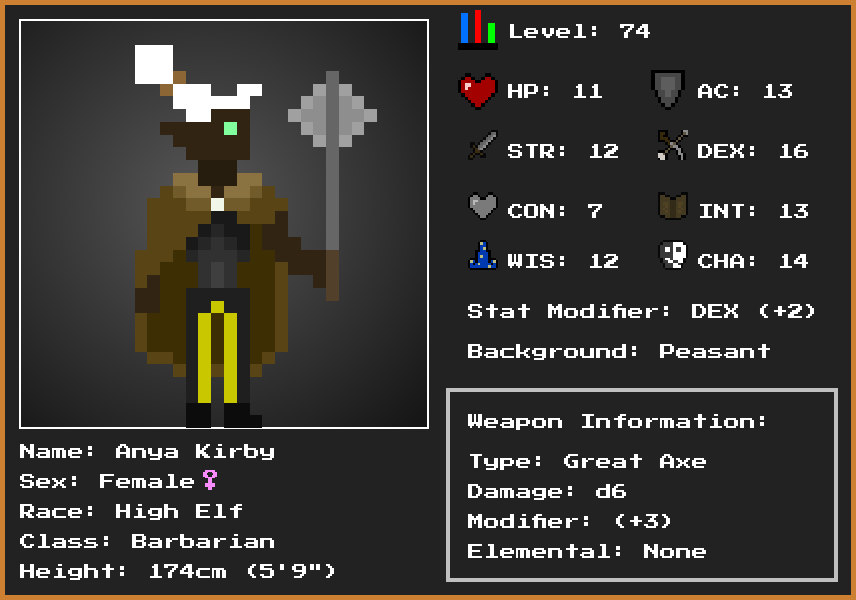 Level: 74
HP: 11 AC: 13
STR: 12 DEX: 16
CON: 7 INT: 13
WIS: 12 CHA: 14
Stat Modifier: DEX (+2)
Background: Peasant
Weapon Information:
Type: Great Axe
Damage: d6
Modifier: (+3)
Elemental: None
Name: Anya Kirby
Sex: Female♀
Race: High Elf
Class: Barbarian
Height: 174cm (5'9")